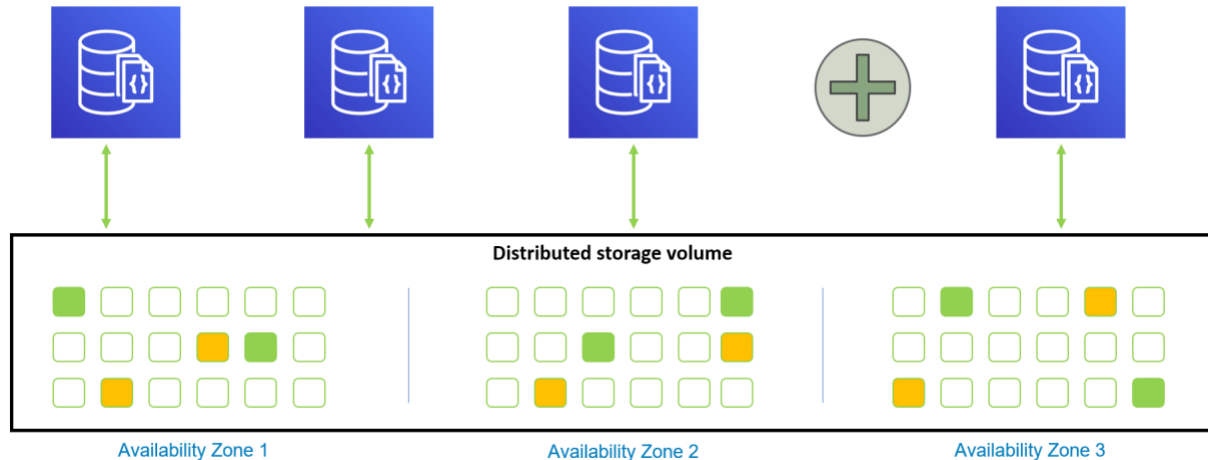 { }
{ }
{ }
{ }
Distributed storage volume
Availability Zone 1
Availability Zone 2
Availability Zone 3